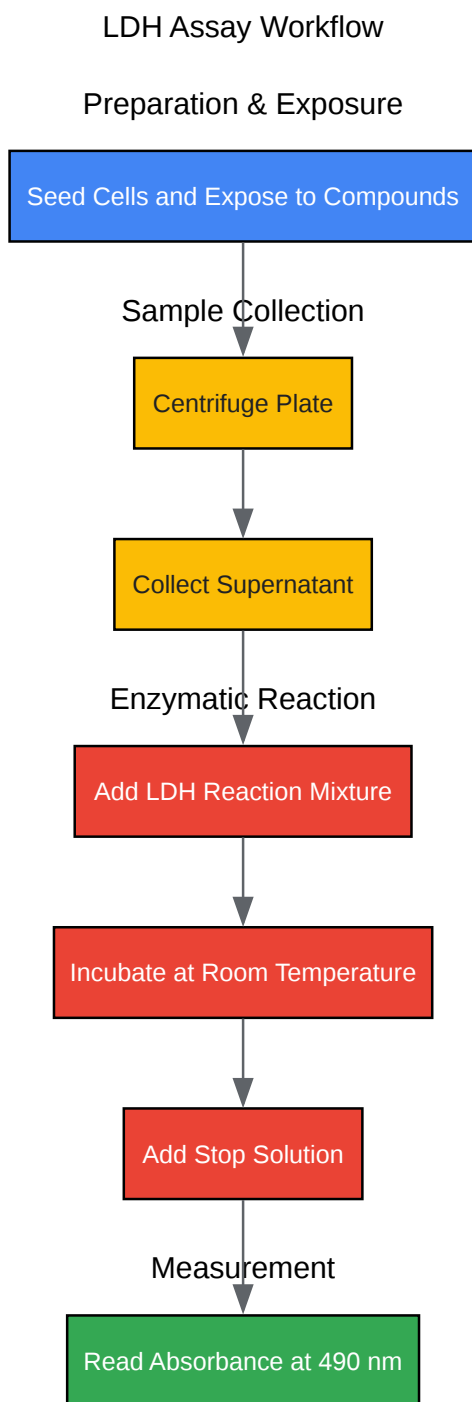 LDH Assay Workflow
Preparation & Exposure
Seed Cells and Expose to Compounds
Sample Collection
Centrifuge Plate
Collect Supernatant
Enzymatic Reaction
Add LDH Reaction Mixture
Incubate at Room Temperature
Add Stop Solution
Measurement
Read Absorbance at 490 nm